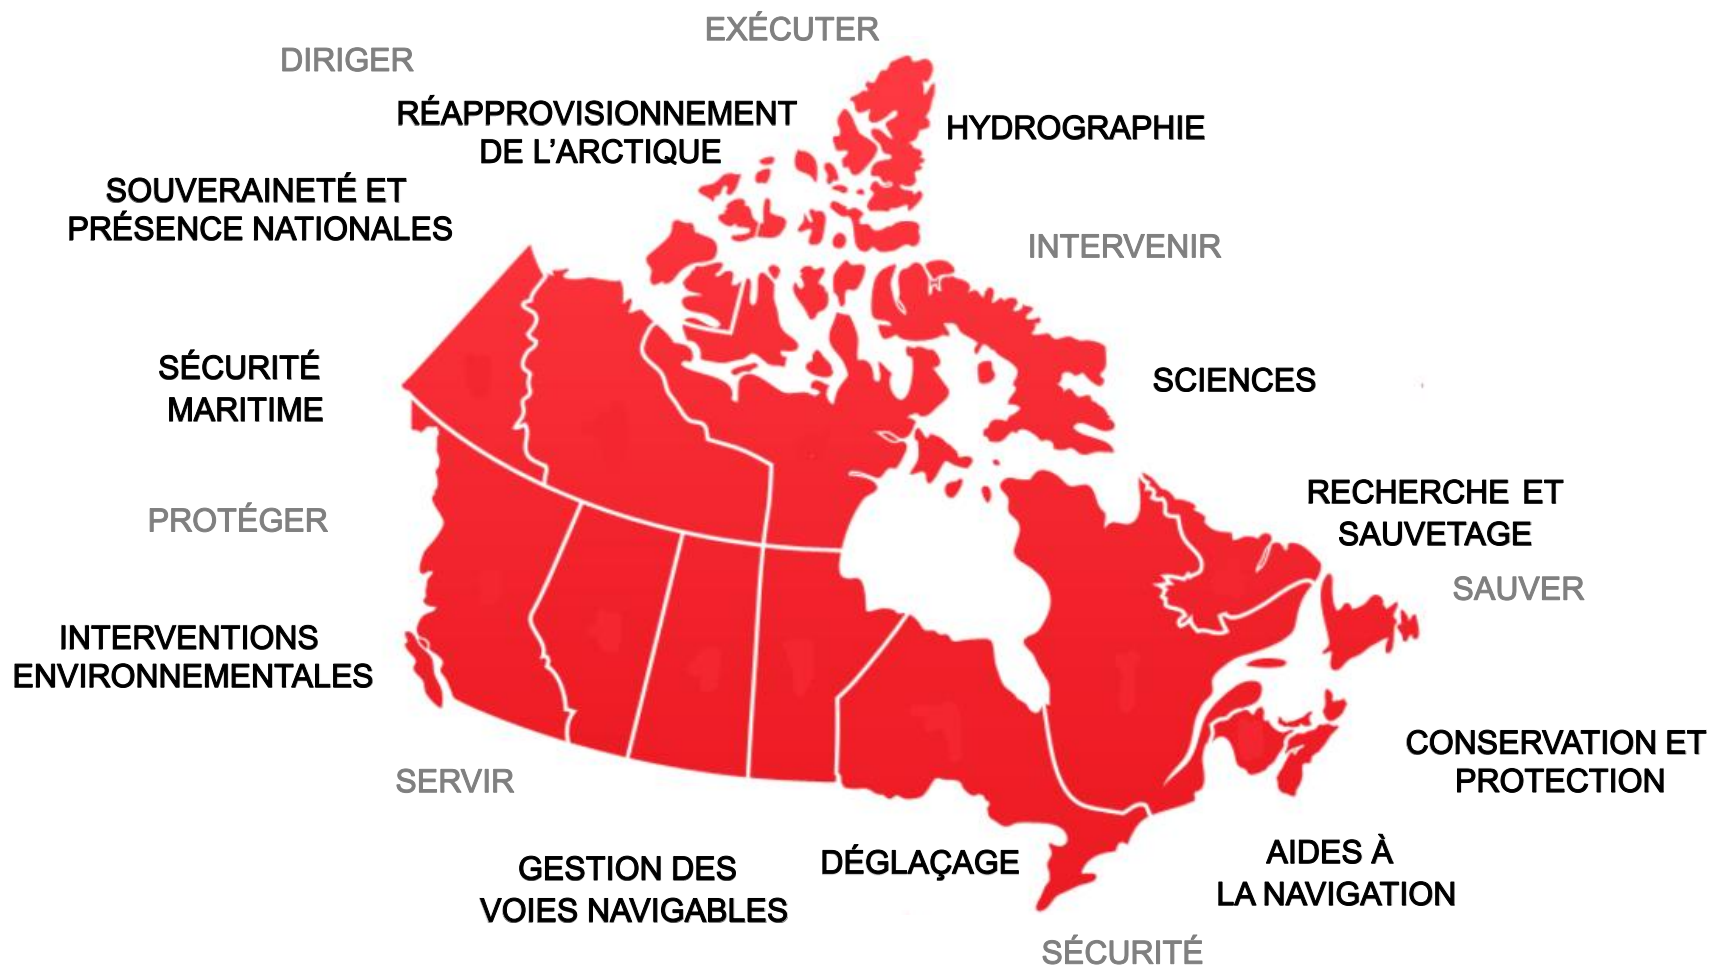 EXÉCUTER
DIRIGER
RÉAPPROVISIONNEMENT
DE L’ARCTIQUE
HYDROGRAPHIE
SOUVERAINETÉ ET
PRÉSENCE NATIONALES
INTERVENIR
SÉCURITÉ
MARITIME
SCIENCES
RECHERCHE ET
SAUVETAGE
PROTÉGER
SAUVER
INTERVENTIONS
ENVIRONNEMENTALES
CONSERVATION ET
PROTECTION
SERVIR
GESTION DES
VOIES NAVIGABLES
DÉGLAÇAGE
AIDES À
LA NAVIGATION
SÉCURITÉ